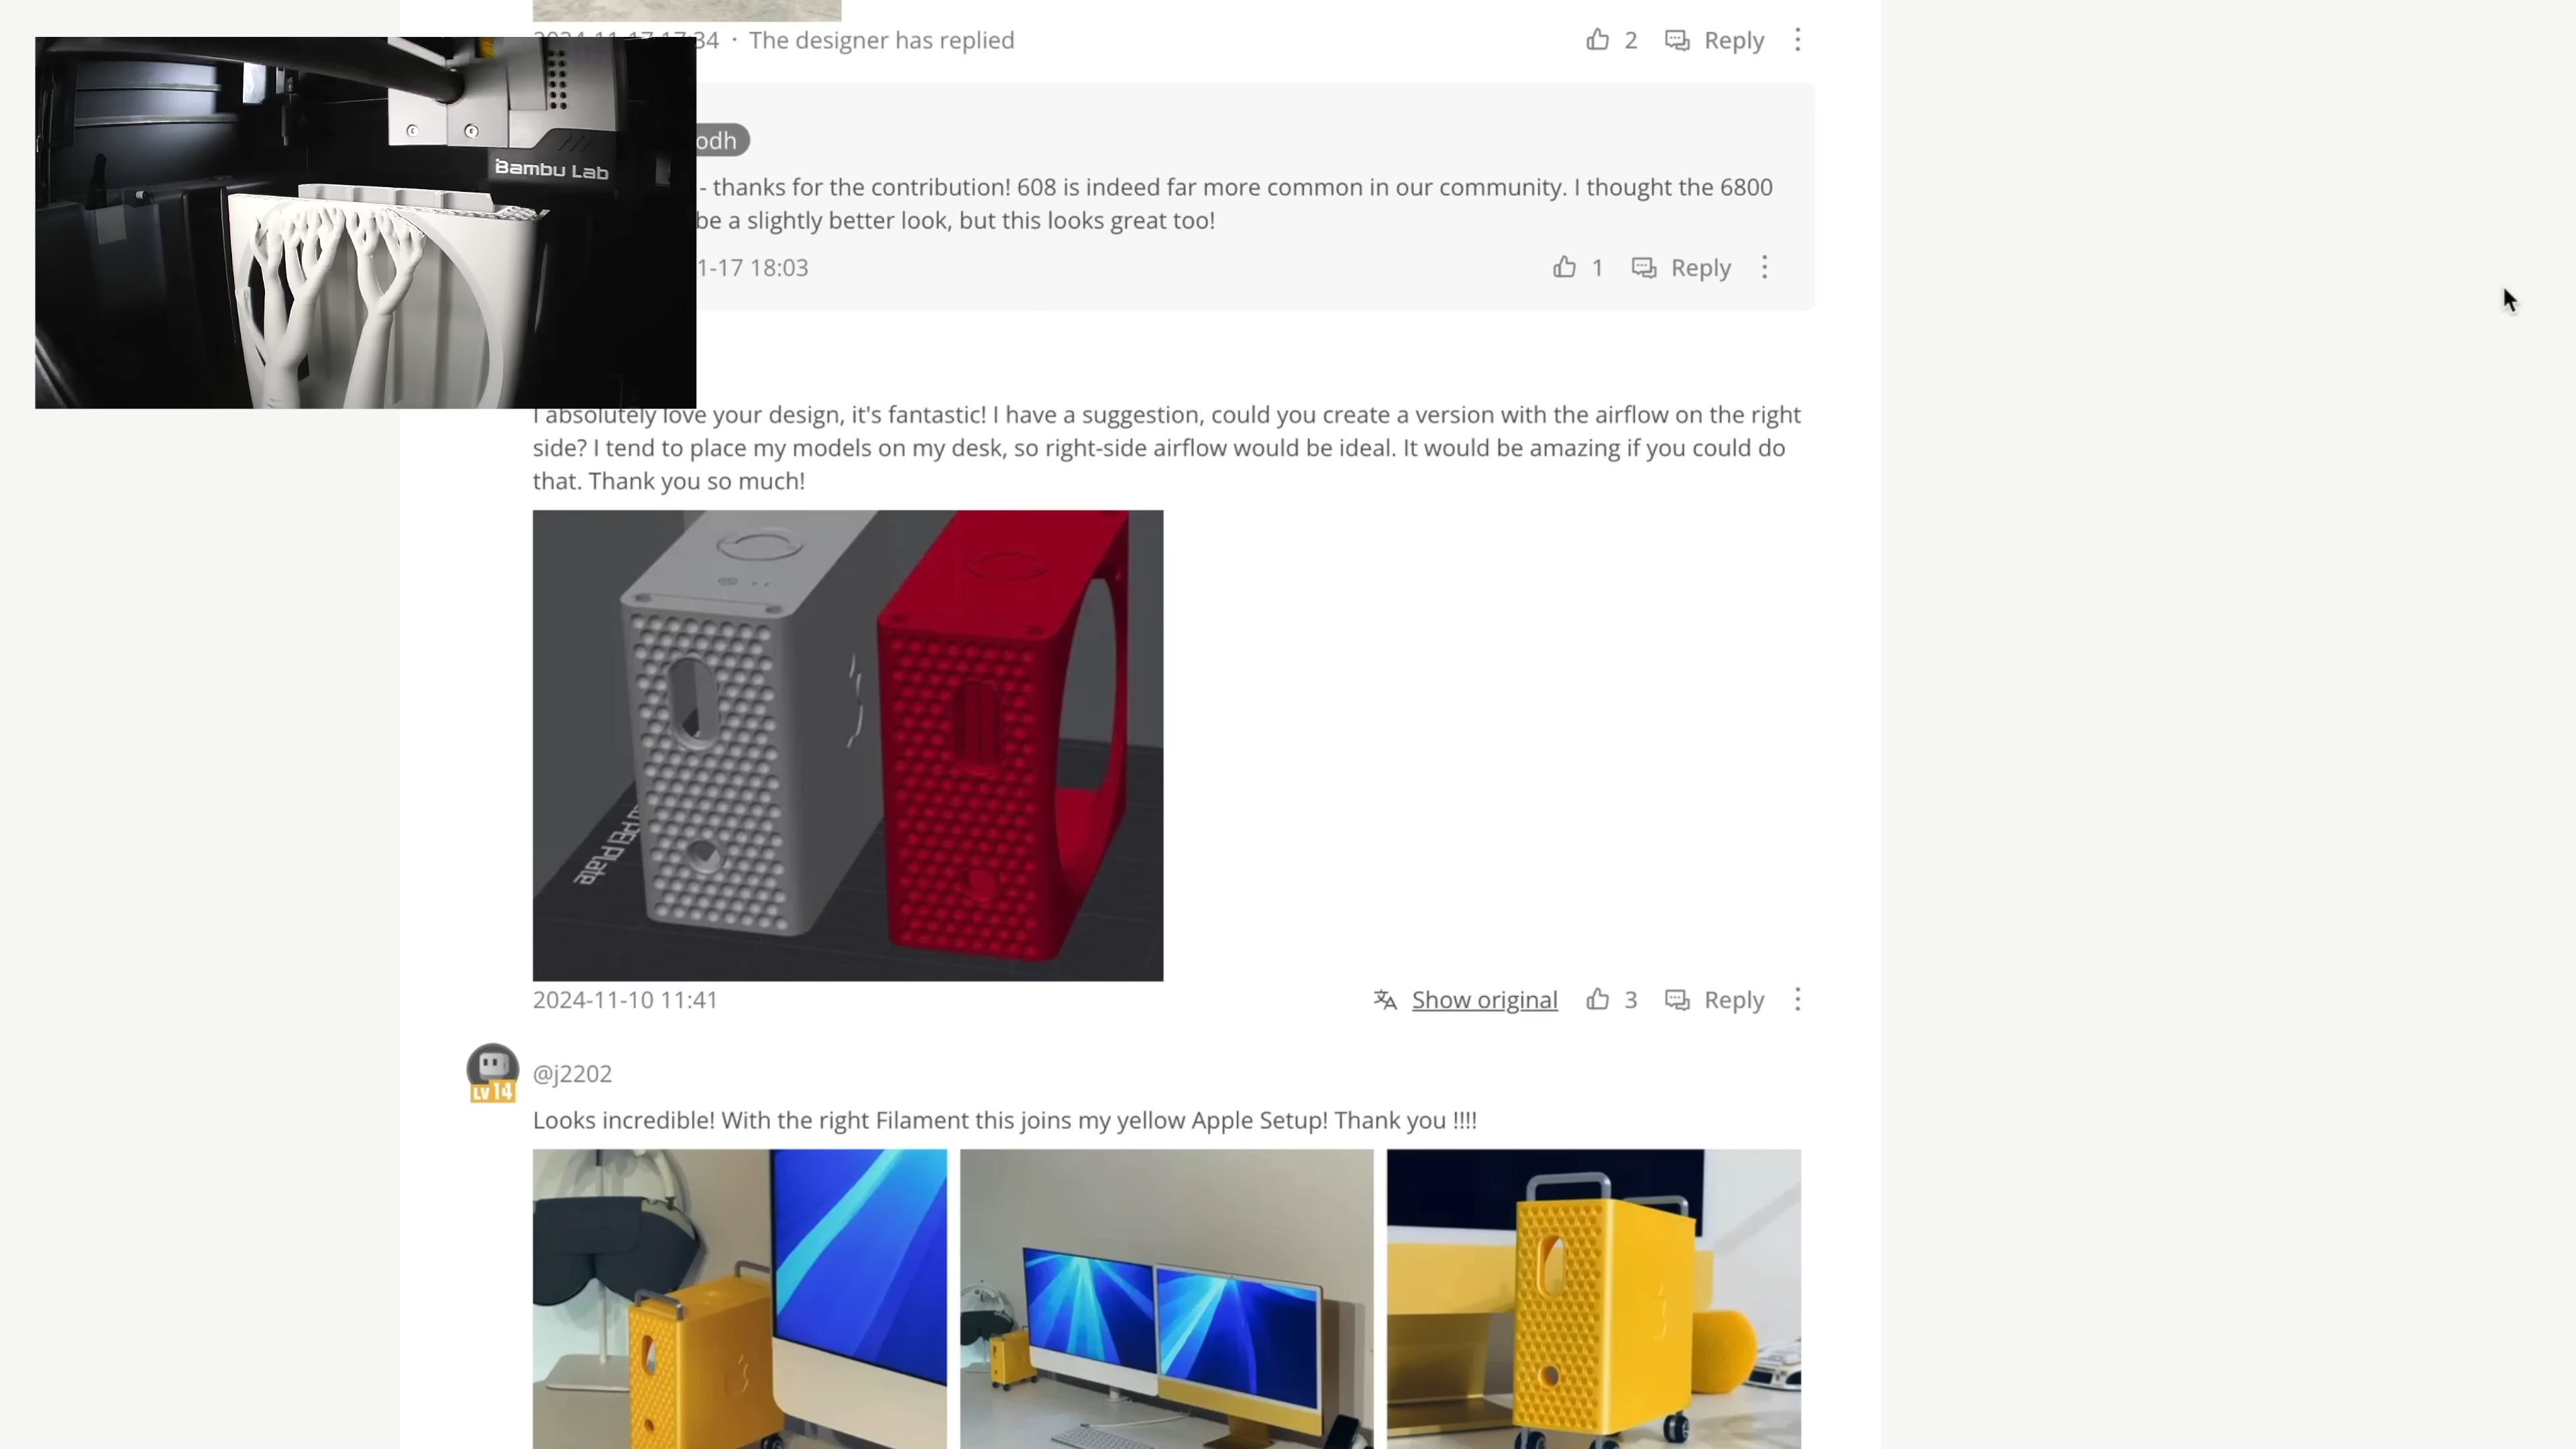 34 · The designer has replied
2 Reply
Bambu Lab
odh
- thanks for the contribution! 608 is indeed far more common in our community. I thought the 6800
be a slightly better look, but this looks great too!
1-17 18:03
1 Reply
I absolutely love your design, it's fantastic! I have a suggestion, could you create a version with the airflow on the right
side? I tend to place my models on my desk, so right-side airflow would be ideal. It would be amazing if you could do
that. Thank you so much!
PEI Plate
2024-11-10 11:41
Show original 3 Reply
LV 14
@j2202
Looks incredible! With the right Filament this joins my yellow Apple Setup! Thank you !!!!